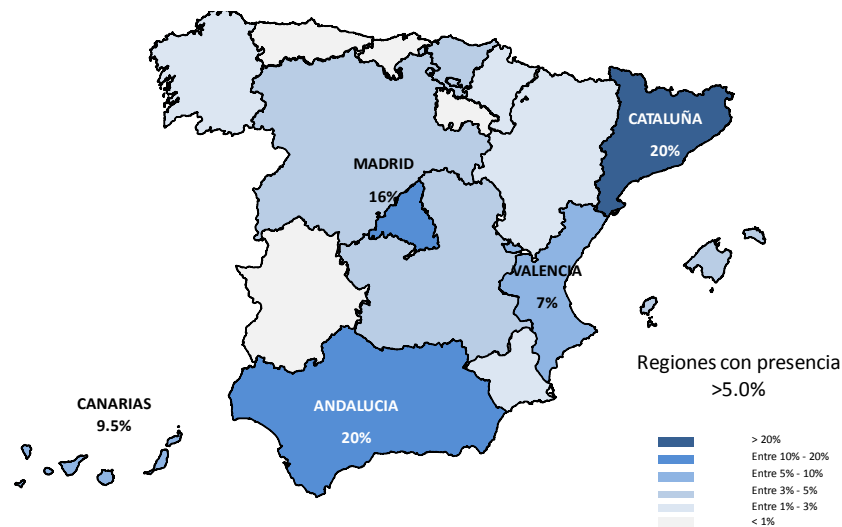 CATALUÑA
20%
MADRID
16%
VALENCIA
7%
Regiones con presencia
>5.0%
CANARIAS
9.5%
ANDALUCIA
20%
> 20%
Entre 10% - 20%
Entre 5% - 10%
Entre 3% - 5%
Entre 1% - 3%
< 1%